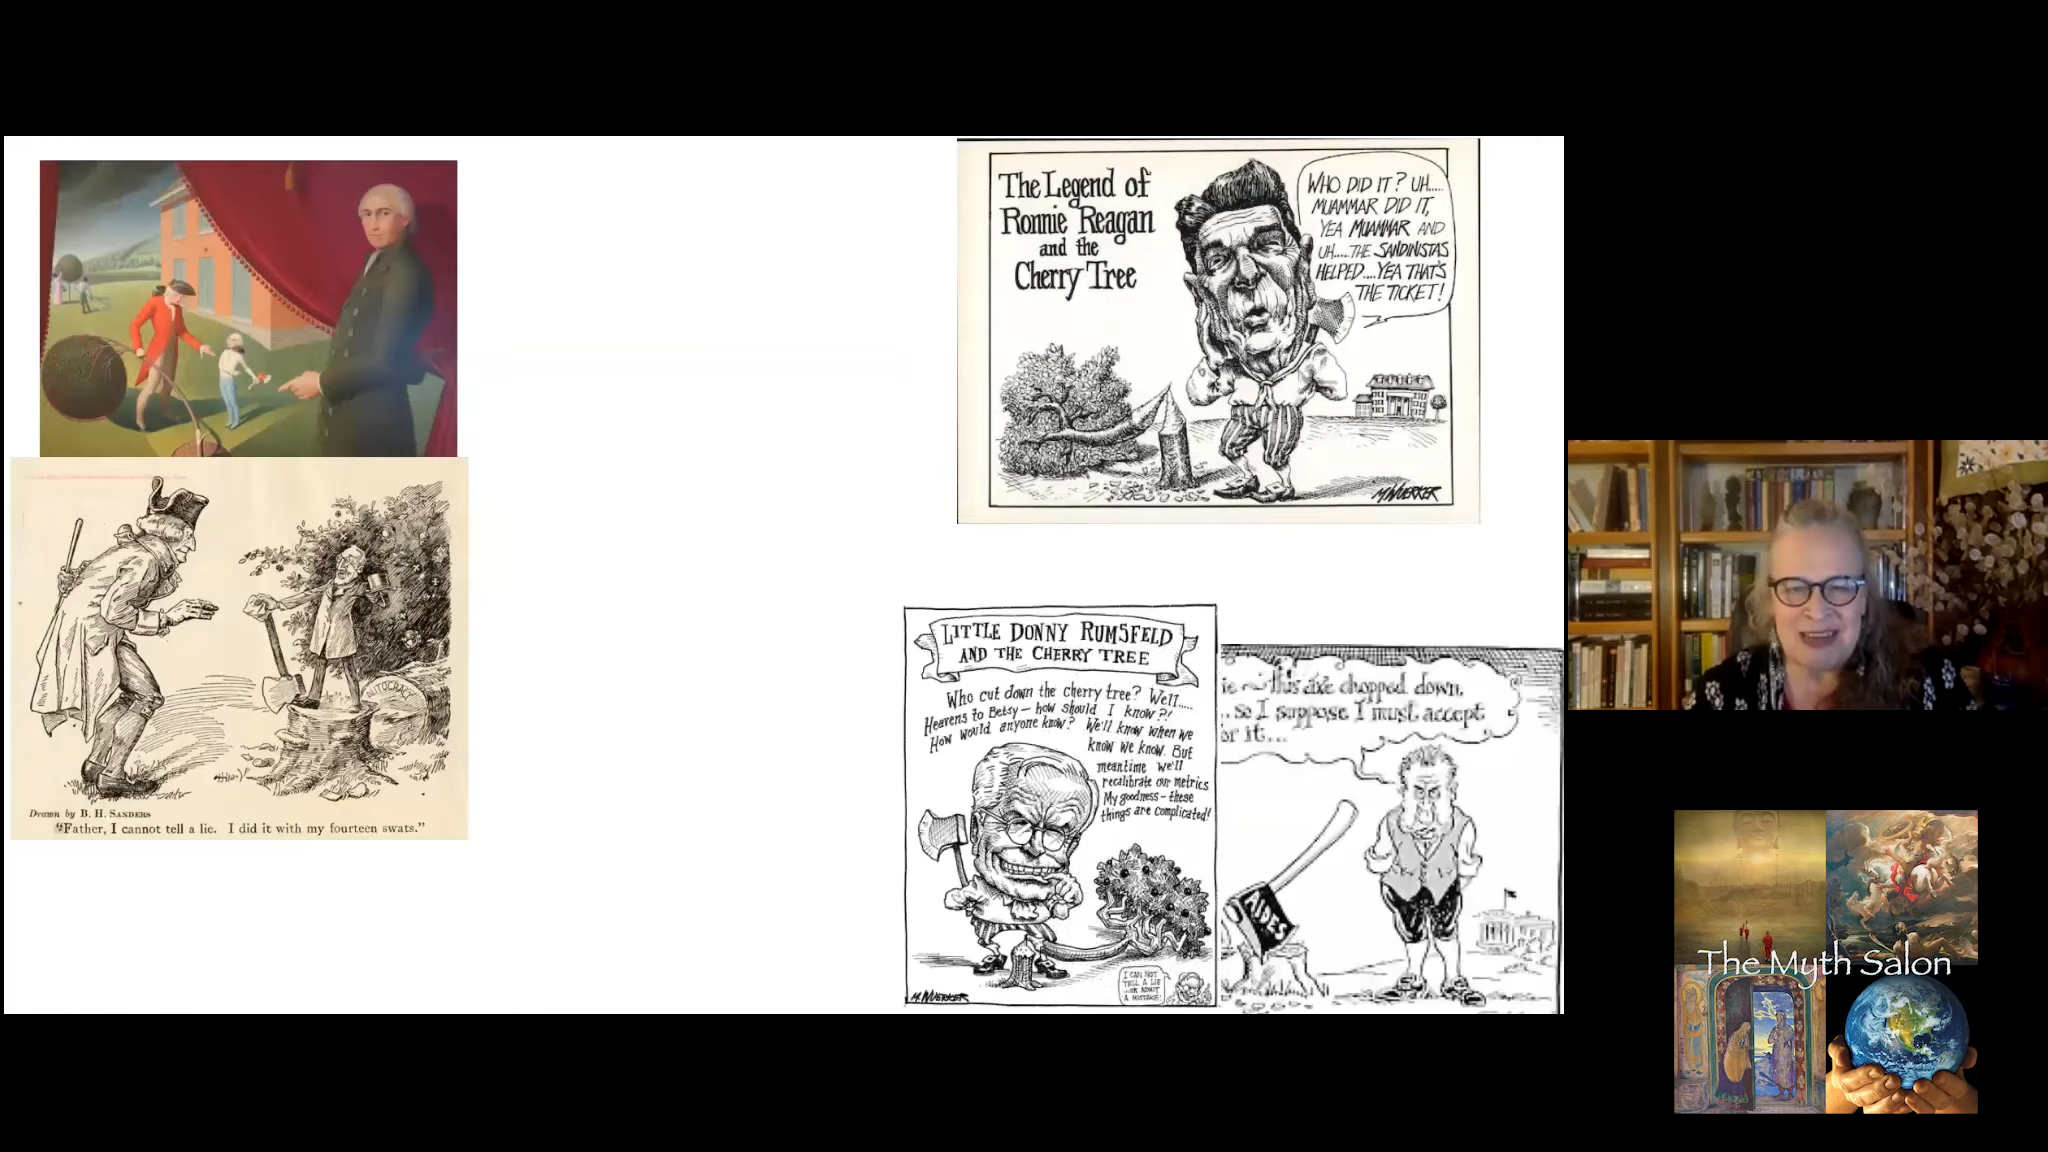 The Legend of
Ronnie Reagan
and the
Cherry Tree
WHO DID IT? UH.....
MUAMMAR DID IT,
YEA MUAMMAR AND
UH.....THE SANDINISTAS
HELPED....YEA THAT'S
THE TICKET!
M.WUERKER
AUTOCRACY
Drawn by B. H. SANDERS
"Father, I cannot tell a lie. I did it with my fourteen swats."
LITTLE DONNY RUMSFELD
AND THE CHERRY TREE
Who cut down the cherry tree? Well.....
Heavens to Betsy — how should I know?!
How would anyone know? We'll know when we
know we know. But
meantime we'll
recalibrate our metrics
My goodness – these
things are complicated!
I CAN NOT
TELL A LIE
...OR ADMIT
A MISTAKE!
M.WUERKER
ie — this axe chopped down,
.. so I suppose I must accept
or it...
AIDES
The Myth Salon